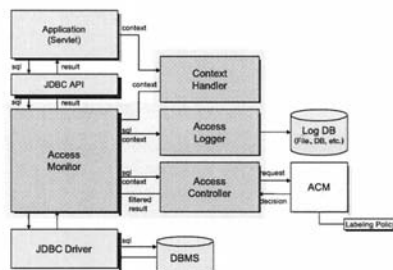 Application
(Servlet)
context
sql
result
JDBC API
context
sql
result
Context
Handler
Access
Monitor
sql
context
Access
Logger
Log DB
(File, DB, etc.)
sql
context
filtered
result
Access
Controller
request
decision
ACM
Labeling Policy
JDBC Driver
sql
DBMS